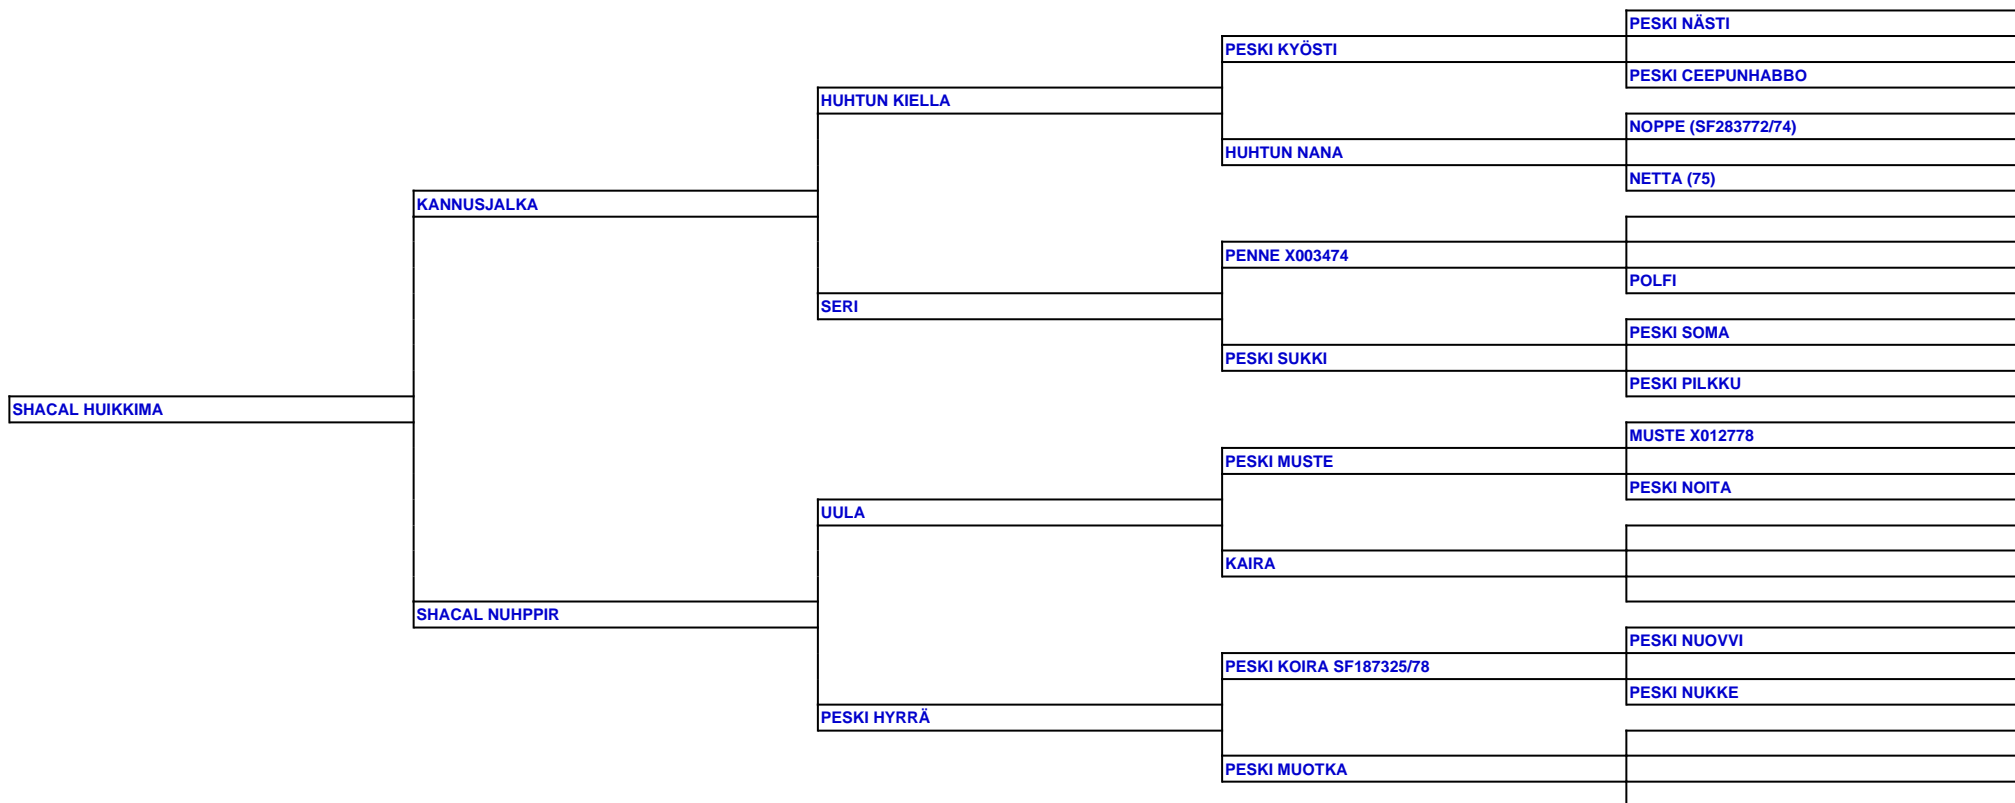 PESKI NÄSTI
PESKI KYÖSTI
PESKI CEEPUNHABBO
HUHTUN KIELLA
NOPPE (SF283772/74)
HUHTUN NANA
NETTA (75)
KANNUSJALKA
PENNE X003474
POLFI
SERI
PESKI SOMA
PESKI SUKKI
PESKI PILKKU
SHACAL HUIKKIMA
MUSTE X012778
PESKI MUSTE
PESKI NOITA
UULA
KAIRA
SHACAL NUHPPIR
PESKI NUOVVI
PESKI KOIRA SF187325/78
PESKI NUKKE
PESKI HYRRÄ
PESKI MUOTKA